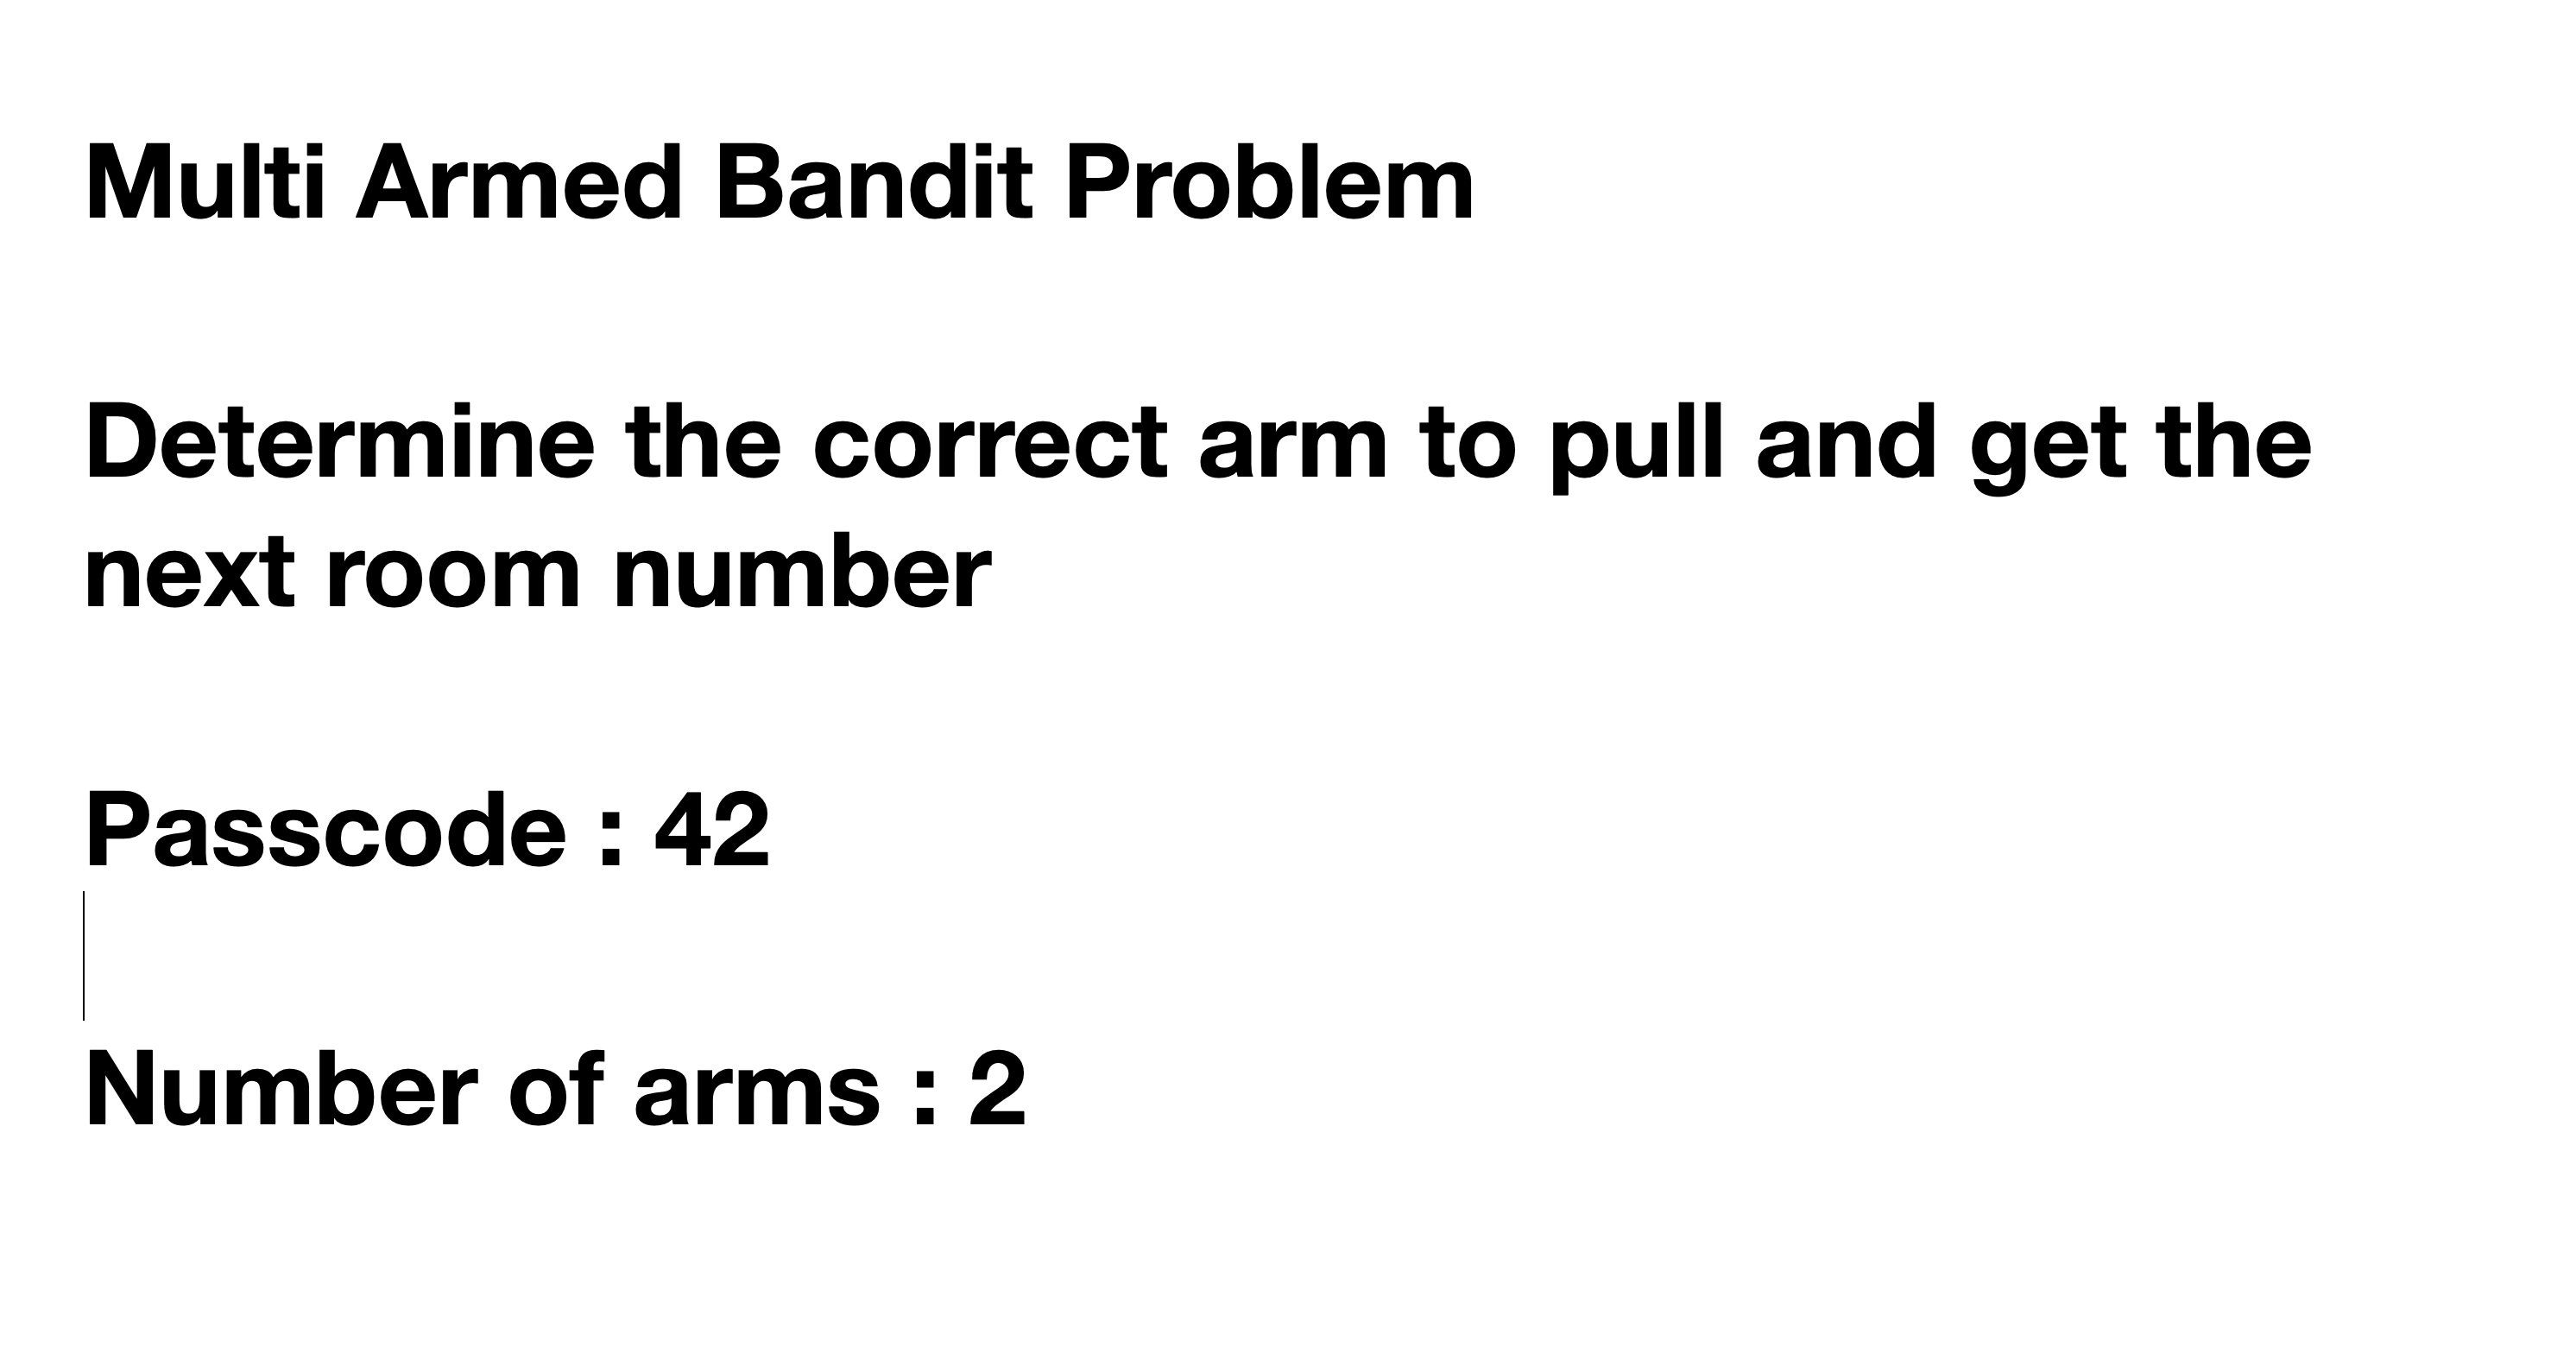 Multi Armed Bandit Problem
Determine the correct arm to pull and get the
next room number
Passcode : 42
Number of arms : 2